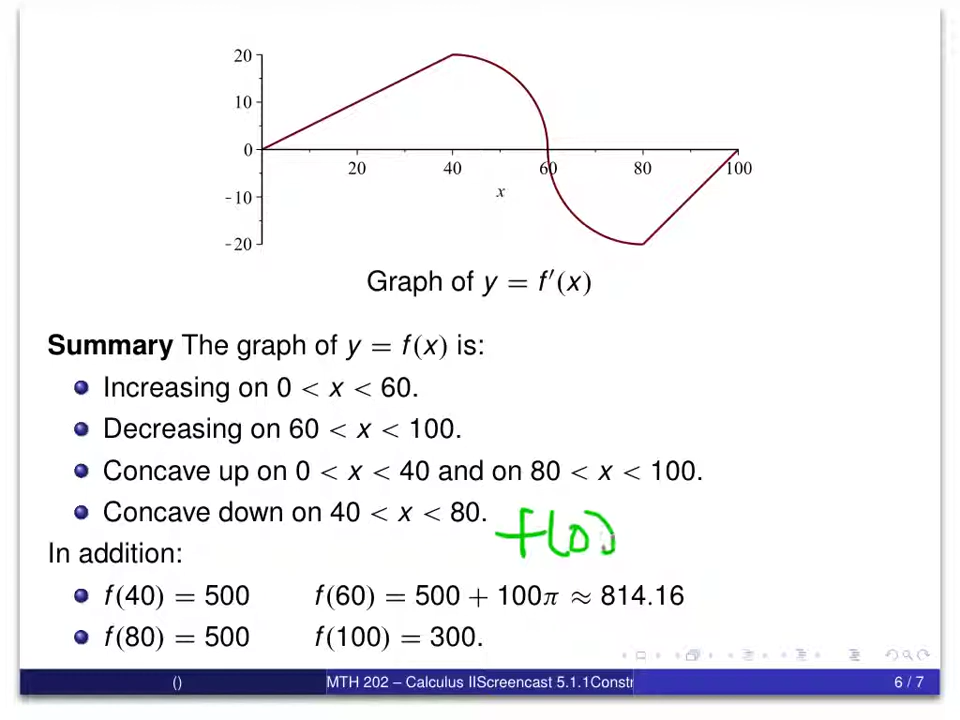 20
10
0
-10
-20
20 40 60 80 100
x
Graph of y = f′(x)
Summary The graph of y = f(x) is:
Increasing on 0 < x < 60.
Decreasing on 60 < x < 100.
Concave up on 0 < x < 40 and on 80 < x < 100.
Concave down on 40 < x < 80.
f(0)
In addition:
f(40) = 500 f(60) = 500 + 100π ≈ 814.16
f(80) = 500 f(100) = 300.
() MTH 202 – Calculus IIScreencast 5.1.1Constr 6 / 7